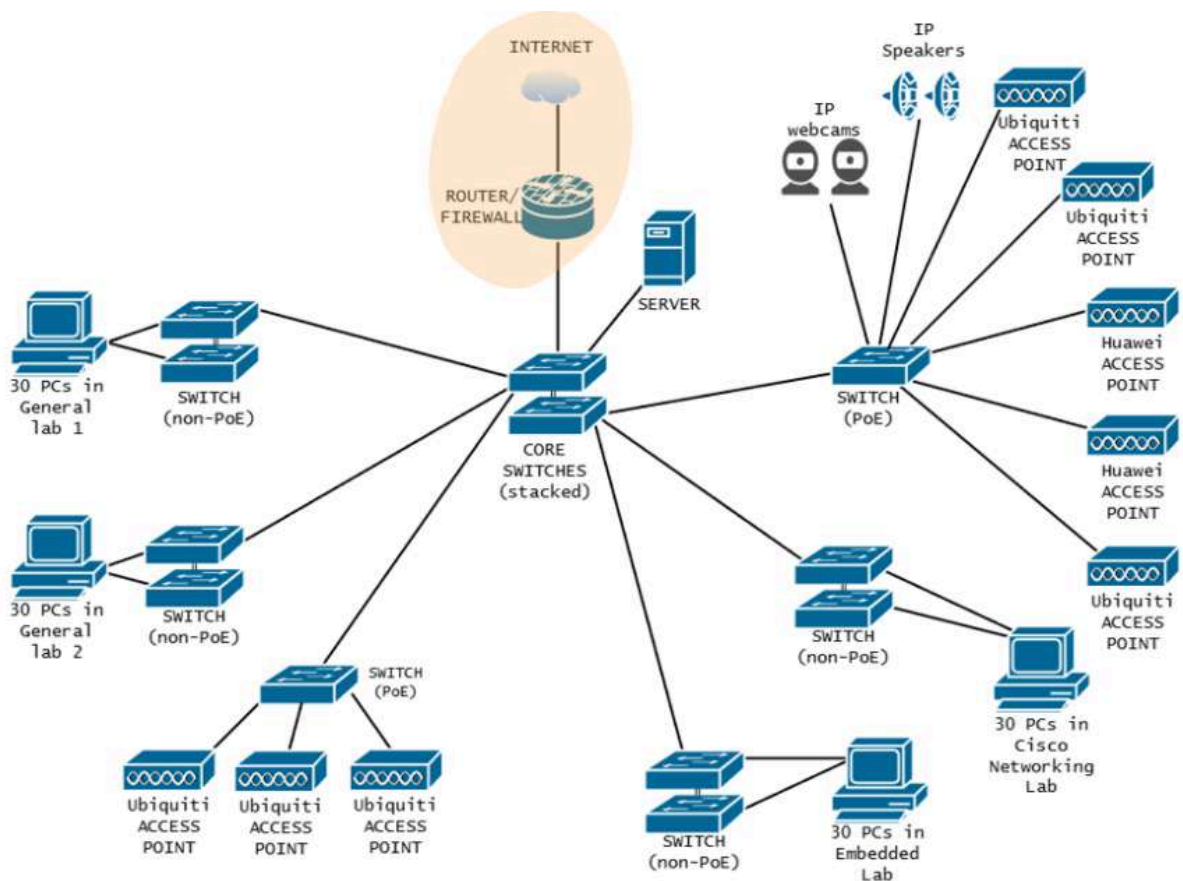 INTERNET
ROUTER/
FIREWALL
SERVER
IP
Speakers
IP
webcams
Ubiquiti
ACCESS
POINT
Ubiquiti
ACCESS
POINT
Huawei
ACCESS
POINT
Huawei
ACCESS
POINT
Ubiquiti
ACCESS
POINT
SWITCH
(PoE)
CORE
SWITCHES
(stacked)
30 PCs in
General
lab 1
SWITCH
(non-PoE)
30 PCs in
General
lab 2
SWITCH
(non-PoE)
SWITCH
(PoE)
Ubiquiti
ACCESS
POINT
Ubiquiti
ACCESS
POINT
Ubiquiti
ACCESS
POINT
SWITCH
(non-PoE)
30 PCs in
Cisco
Networking
Lab
SWITCH
(non-PoE)
30 PCs in
Embedded
Lab